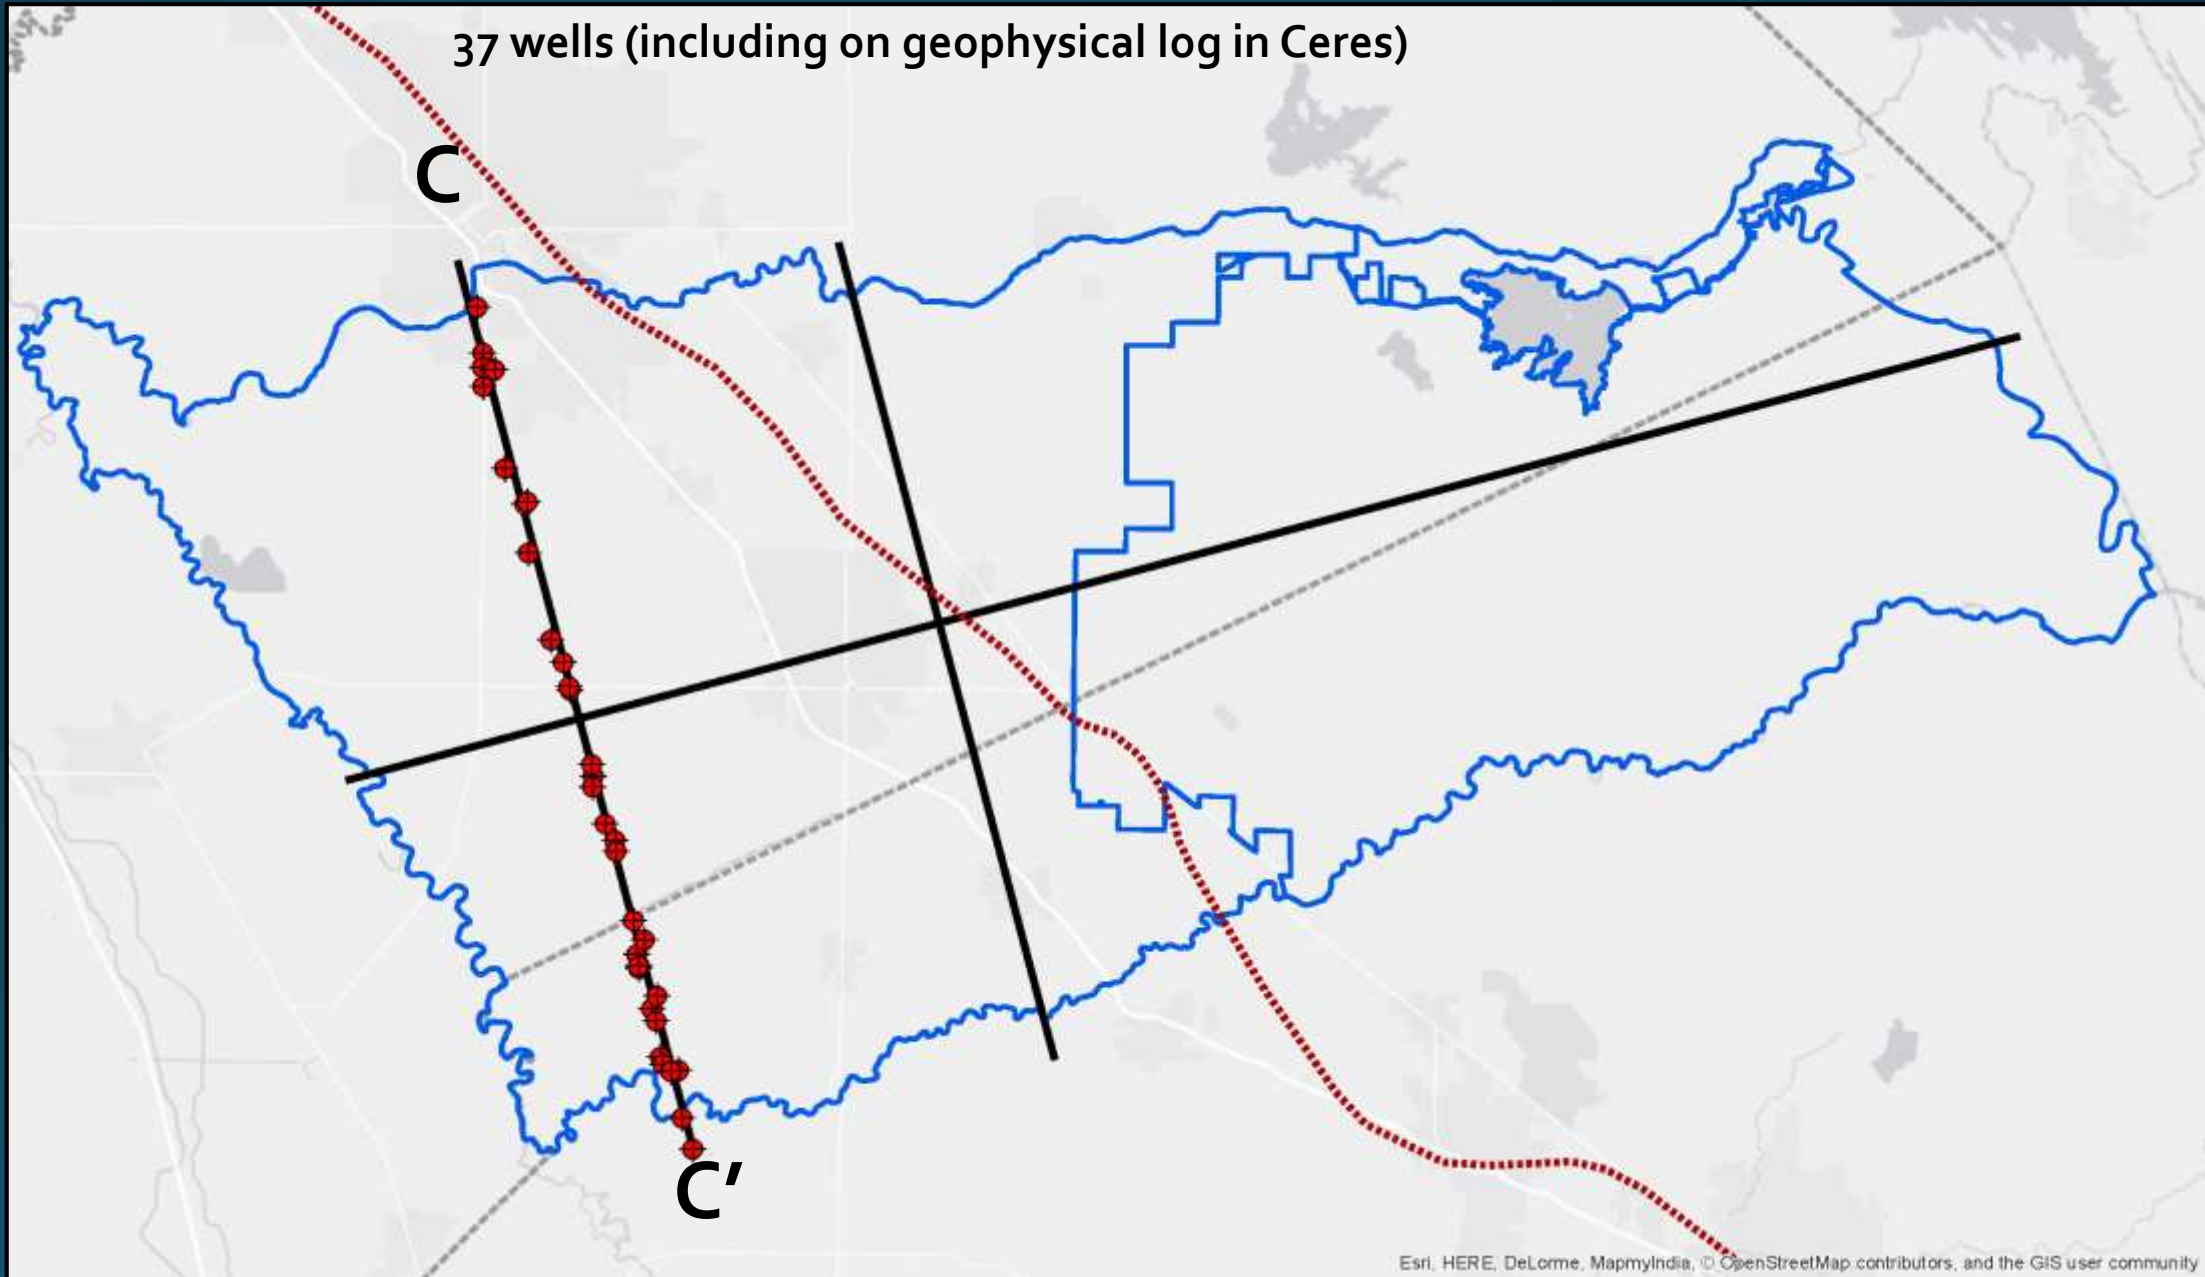 37 wells (including on geophysical log in Ceres)
C
C'
Esri, HERE, DeLorme, MapmyIndia, © OpenStreetMap contributors, and the GIS user community